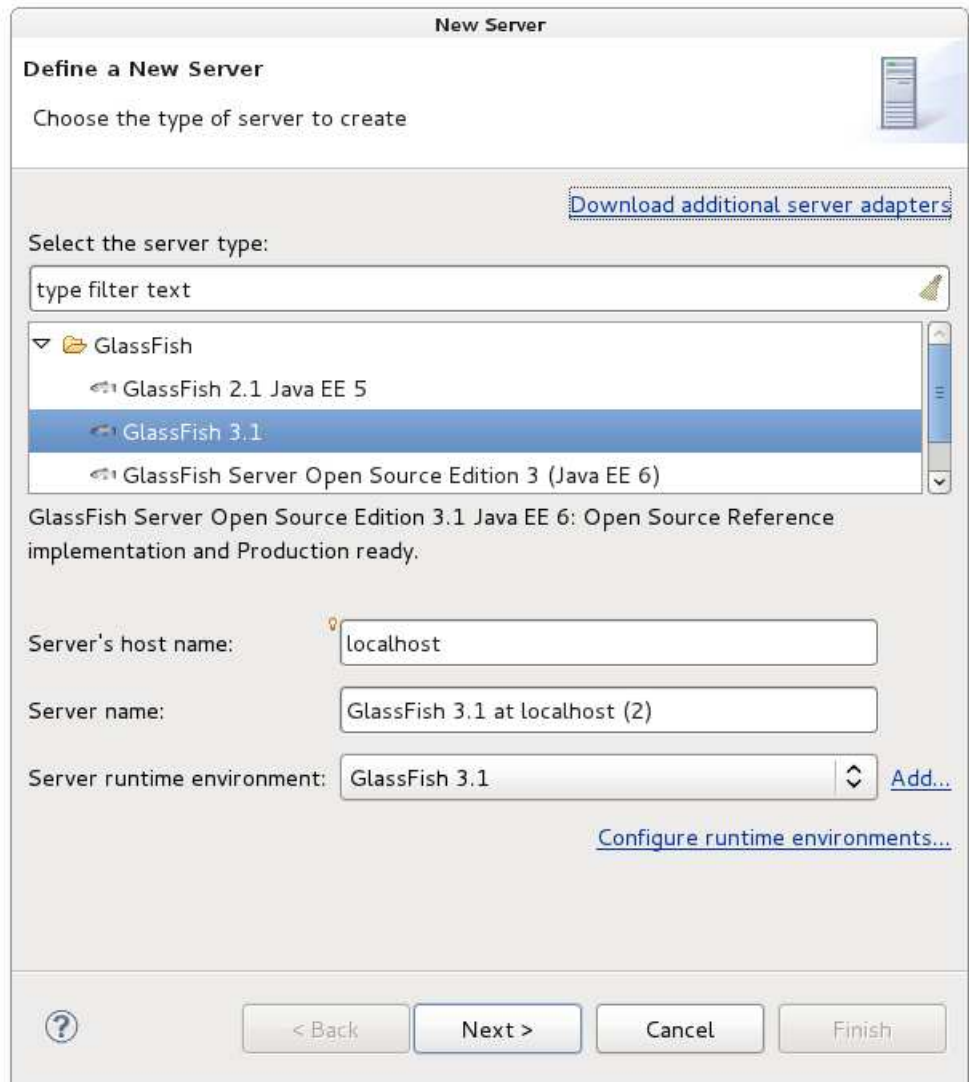 New Server
Define a New Server
Choose the type of server to create
Download additional server adapters
Select the server type:
type filter text
GlassFish
GlassFish 2.1 Java EE 5
GlassFish 3.1
GlassFish Server Open Source Edition 3 (Java EE 6)
GlassFish Server Open Source Edition 3.1 Java EE 6: Open Source Reference
implementation and Production ready.
Server's host name: localhost
Server name: GlassFish 3.1 at localhost (2)
Server runtime environment: GlassFish 3.1 Add...
Configure runtime environments...
? < Back Next > Cancel Finish